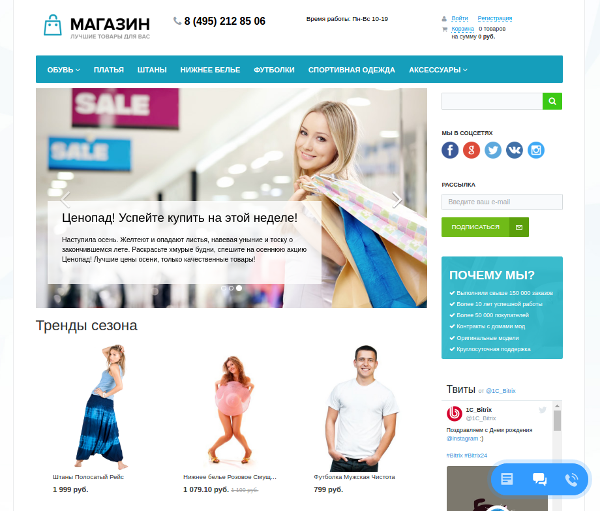 МАГАЗИН
ЛУЧШИЕ ТОВАРЫ ДЛЯ ВАС
8 (495) 212 85 06
Время работы: Пн-Вс 10-19
Войти Регистрация
Корзина 0 товаров
на сумму 0 руб.
ОБУВЬ ПЛАТЬЯ ШТАНЫ НИЖНЕЕ БЕЛЬЕ ФУТБОЛКИ СПОРТИВНАЯ ОДЕЖДА АКСЕССУАРЫ
SALE
SALE
Ценопад! Успейте купить на этой неделе!
Наступила осень. Желтеют и опадают листья, навевая уныние и тоску о
закончившемся лете. Раскрасьте хмурые будни, спешите на осеннюю акцию
Ценопад! Лучшие цены осени, только качественные товары!
МЫ В СОЦСЕТЯХ
РАССЫЛКА
Введите ваш e-mail
ПОДПИСАТЬСЯ
ПОЧЕМУ МЫ?
Выполнили свыше 150 000 заказов
Более 10 лет успешной работы
Более 50 000 покупателей
Контракты с домами мод
Оригинальные модели
Круглосуточная поддержка
Тренды сезона
Штаны Полосатый Рейс
1 999 руб.
Нижнее белье Розовое Смущ...
1 079.10 руб. 1 199 руб.
Футболка Мужская Чистота
799 руб.
Твиты от @1C_Bitrix
1C_Bitrix
@1C_Bitrix
Поздравляем с Днем рождения
@instagram :)
#Bitrix #Bitrix24